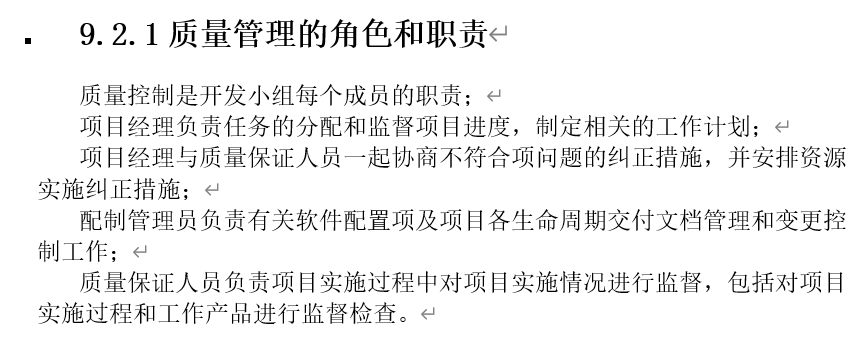 ▪ 9.2.1 质量管理的角色和职责↵
质量控制是开发小组每个成员的职责；↵
项目经理负责任务的分配和监督项目进度，制定相关的工作计划；↵
项目经理与质量保证人员一起协商不符合项问题的纠正措施，并安排资源
实施纠正措施；↵
配制管理员负责有关软件配置项及项目各生命周期交付文档管理和变更控
制工作；↵
质量保证人员负责项目实施过程中对项目实施情况进行监督，包括对项目
实施过程和工作产品进行监督检查。↵